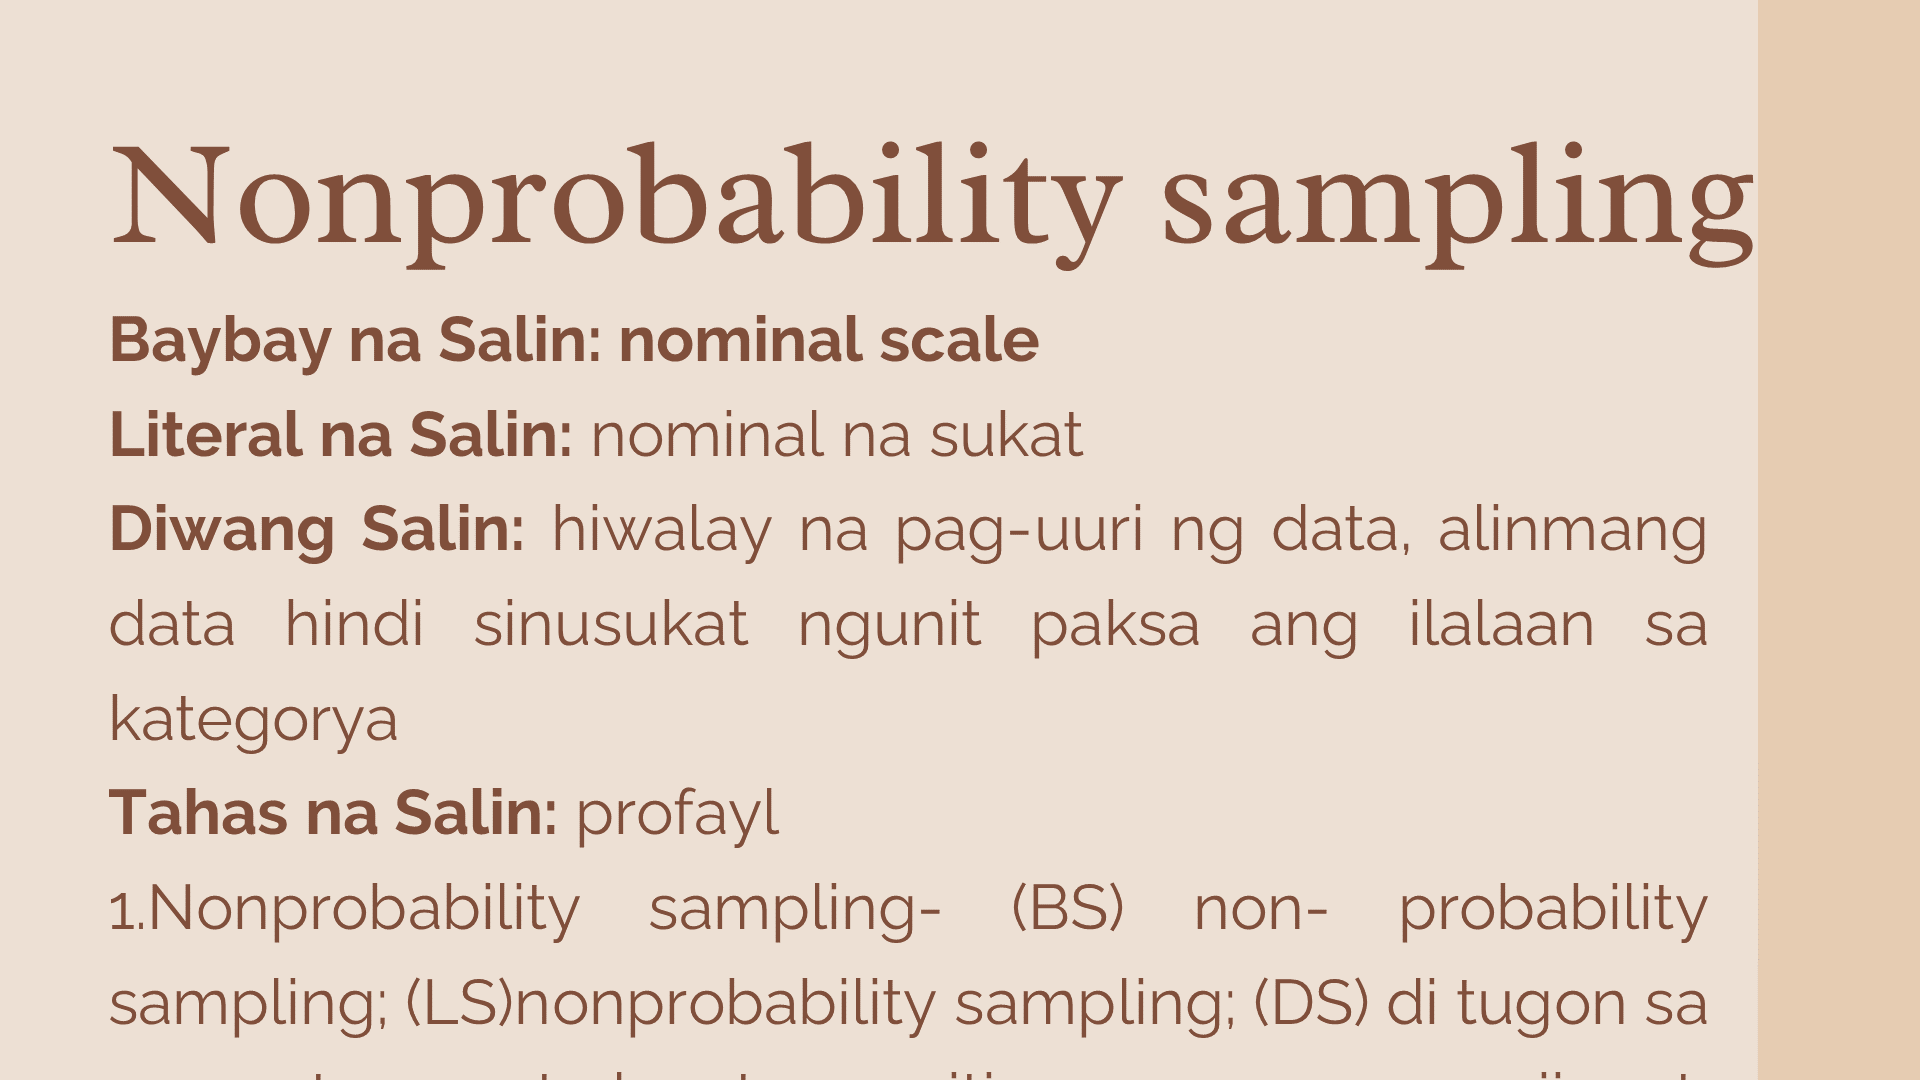 Nonprobability sampling
Baybay na Salin: nominal scale
Literal na Salin: nominal na sukat
Diwang Salin: hiwalay na pag-uuri ng data, alinmang
data hindi sinusukat ngunit paksa ang ilalaan sa
kategorya
Tahas na Salin: profayl
1.Nonprobability sampling- (BS) non- probability
sampling; (LS)nonprobability sampling; (DS) di tugon sa